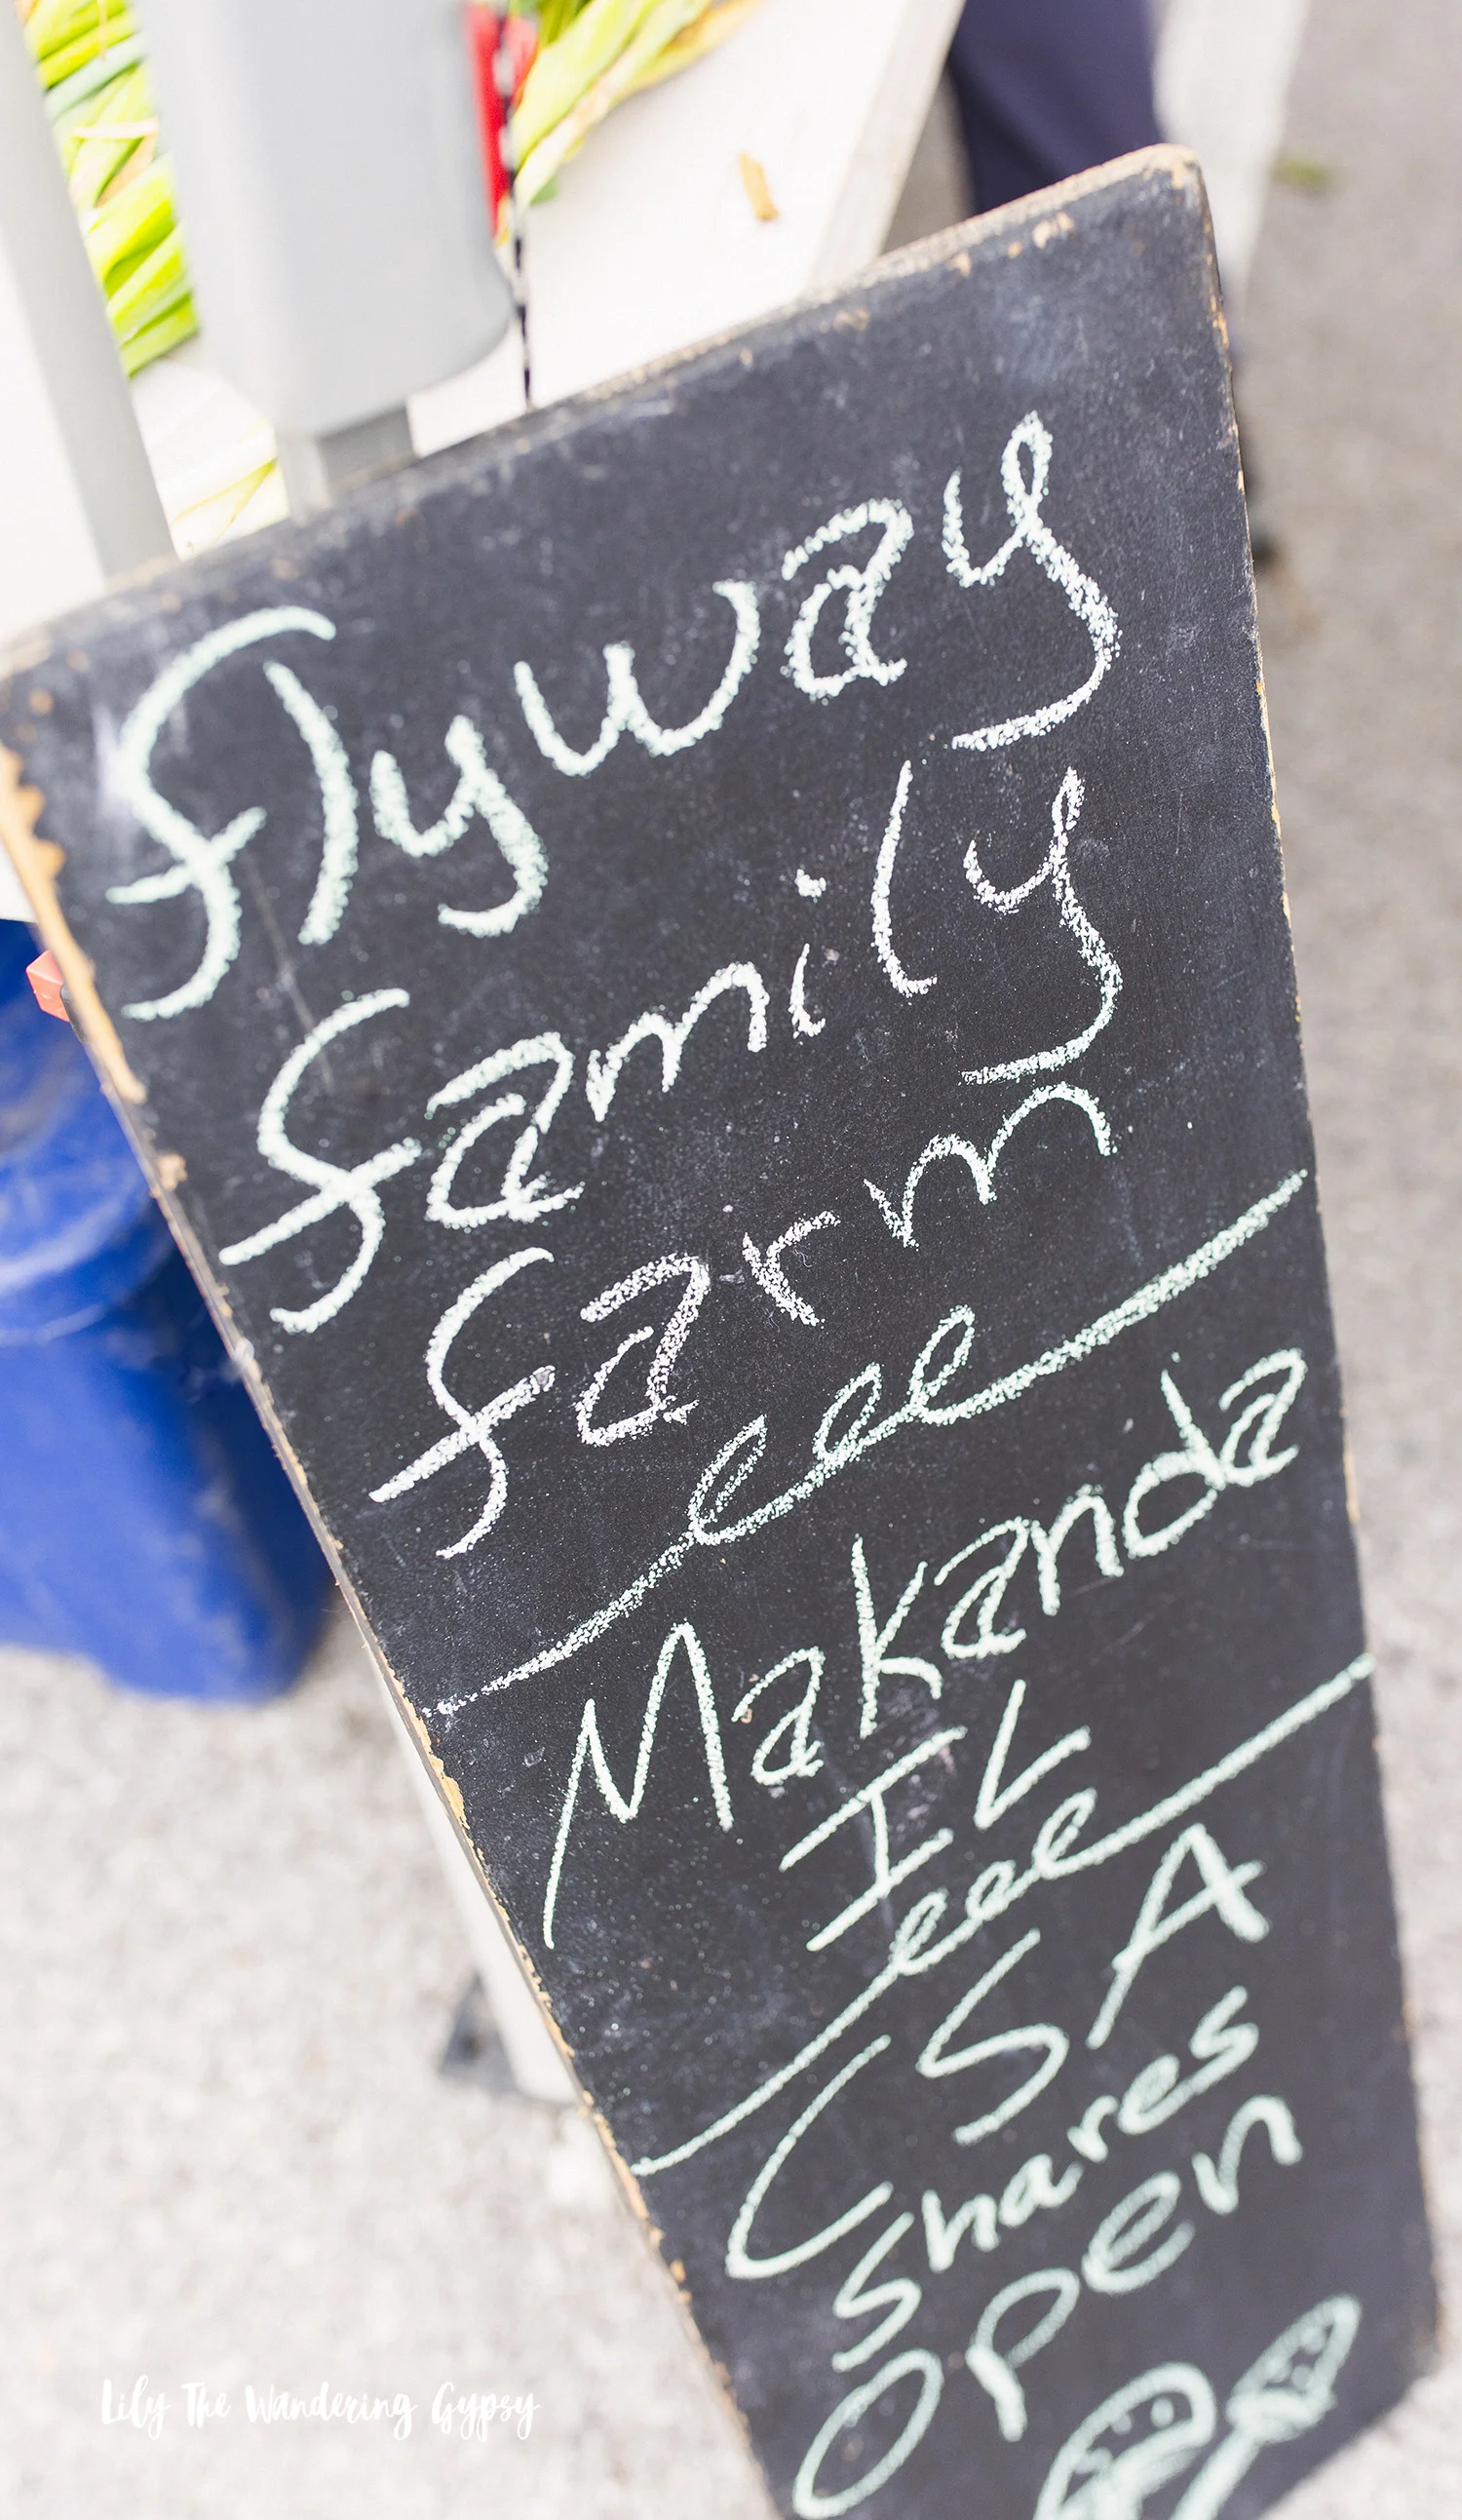 Flyway
family
farm
Makanda
IL
CSA
Shares
open
Lily The Wandering Gypsy